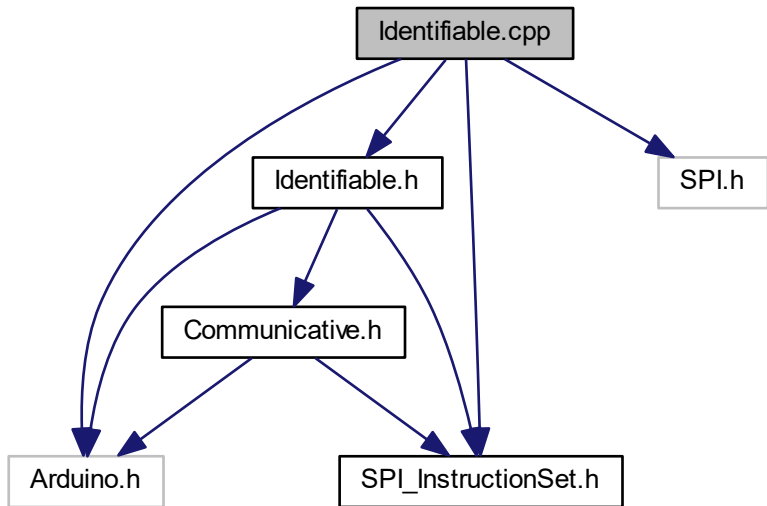 Identifiable.cpp
Identifiable.h
SPI.h
Communicative.h
Arduino.h
SPI_InstructionSet.h